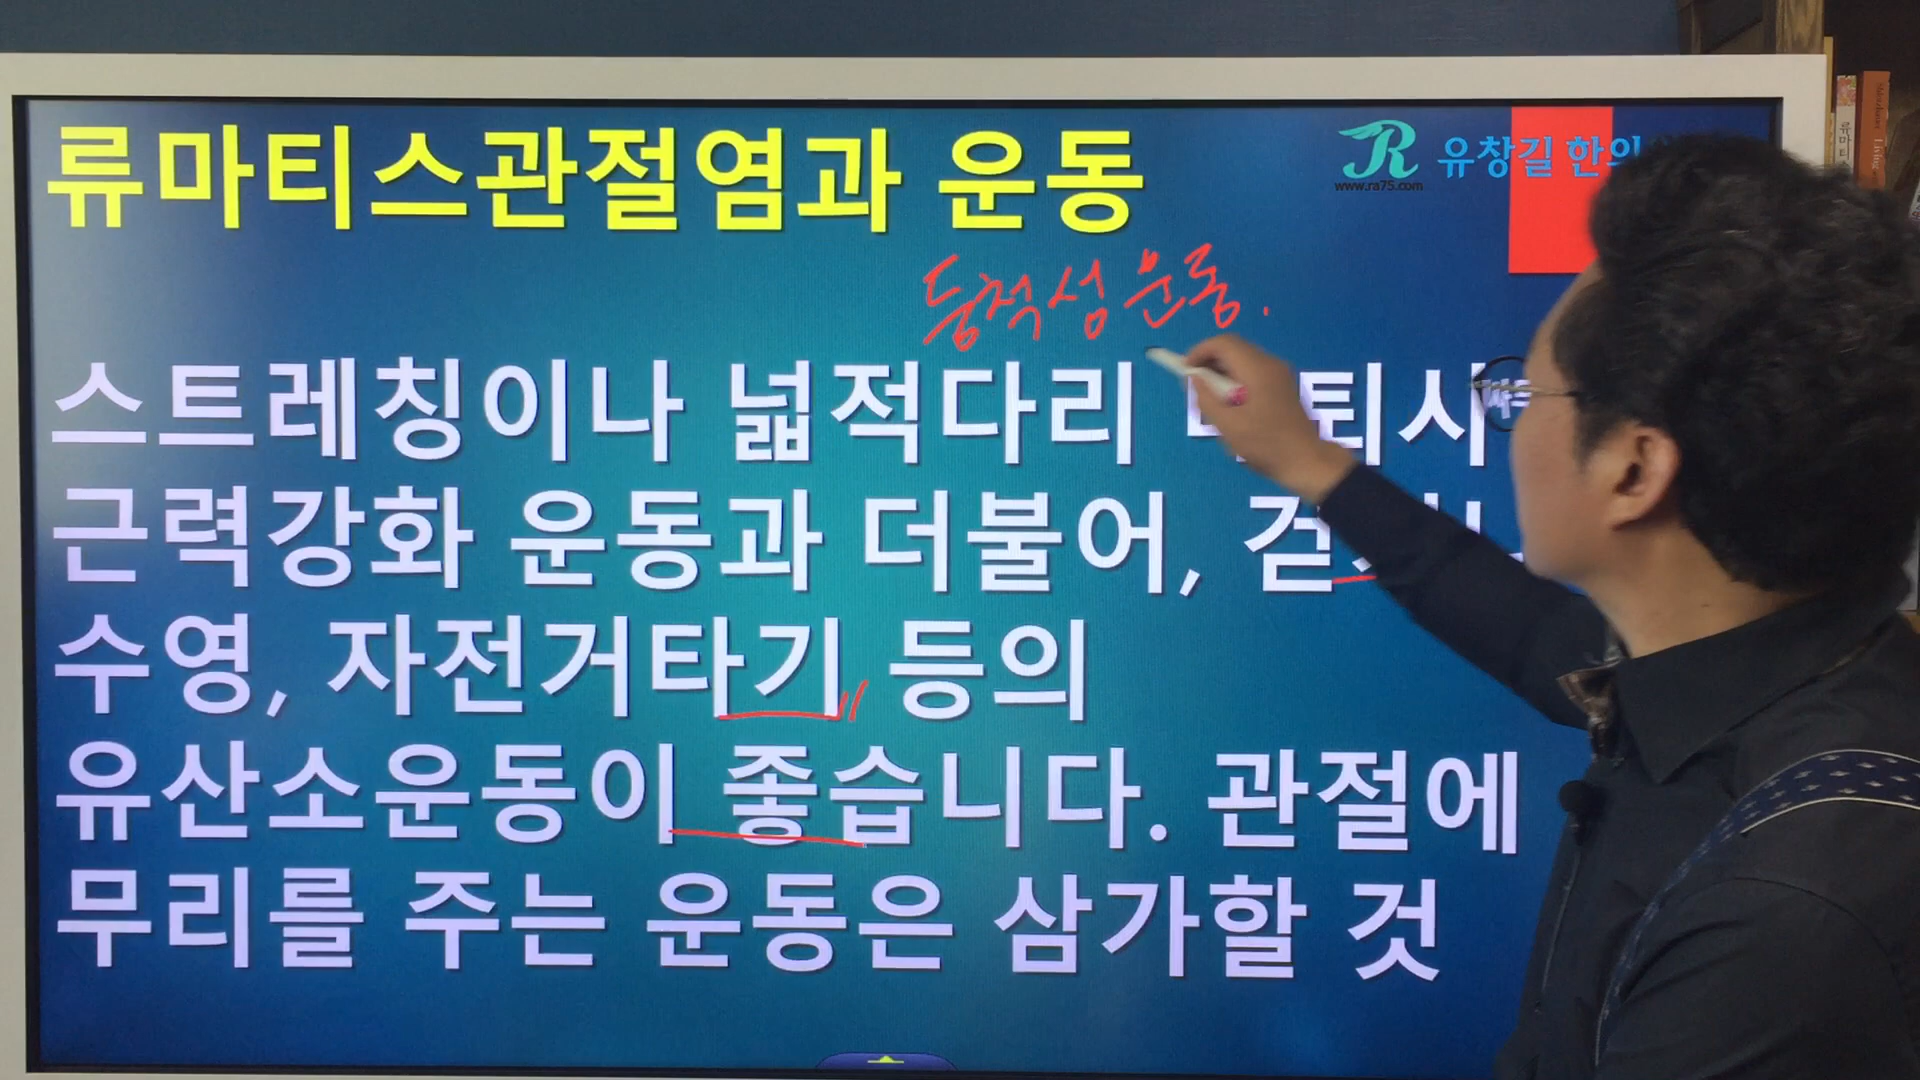 류마티스관절염과 운동
R
www.ra75.com
유창길 한의
등척성 운동.
스트레칭이나 넓적다리
근력강화 운동과 더불어,
수영, 자전거타기 등의
유산소운동이 좋습니다. 관절에
무리를 주는 운동은 삼가할 것